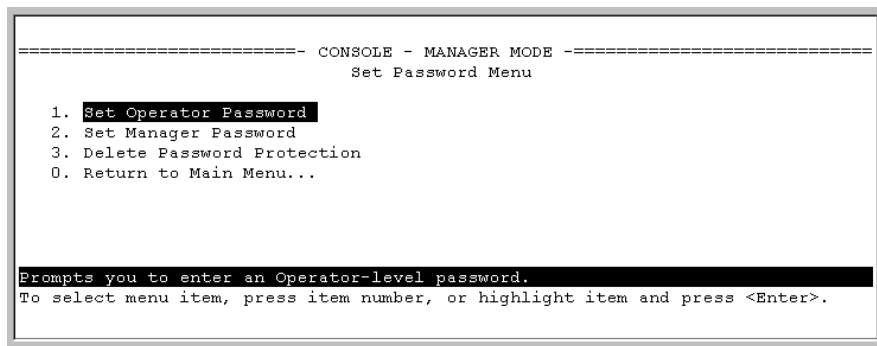 ==========================- CONSOLE - MANAGER MODE -============================
Set Password Menu
1. Set Operator Password
2. Set Manager Password
3. Delete Password Protection
0. Return to Main Menu...
Prompts you to enter an Operator-level password.
To select menu item, press item number, or highlight item and press <Enter>.